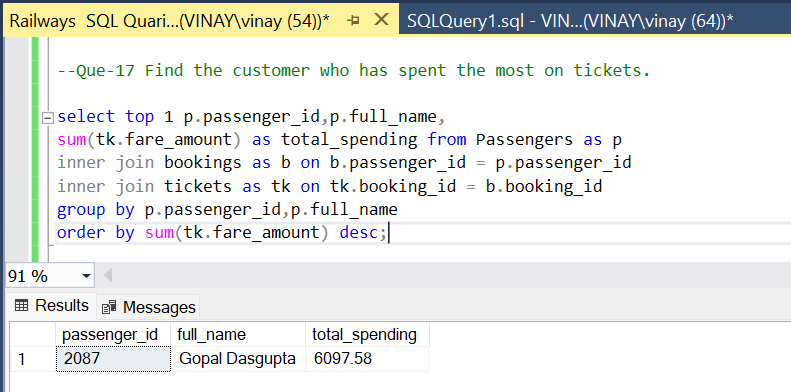 Railways SQL Quari...(VINAY\vinay (54))* SQLQuery1.sql - VIN...(VINAY\vinay (64))*
--Que-17 Find the customer who has spent the most on tickets.
select top 1 p.passenger_id,p.full_name,
sum(tk.fare_amount) as total_spending from Passengers as p
inner join bookings as b on b.passenger_id = p.passenger_id
inner join tickets as tk on tk.booking_id = b.booking_id
group by p.passenger_id,p.full_name
order by sum(tk.fare_amount) desc;
91 %
Results Messages
passenger_id full_name total_spending
1 2087 Gopal Dasgupta 6097.58